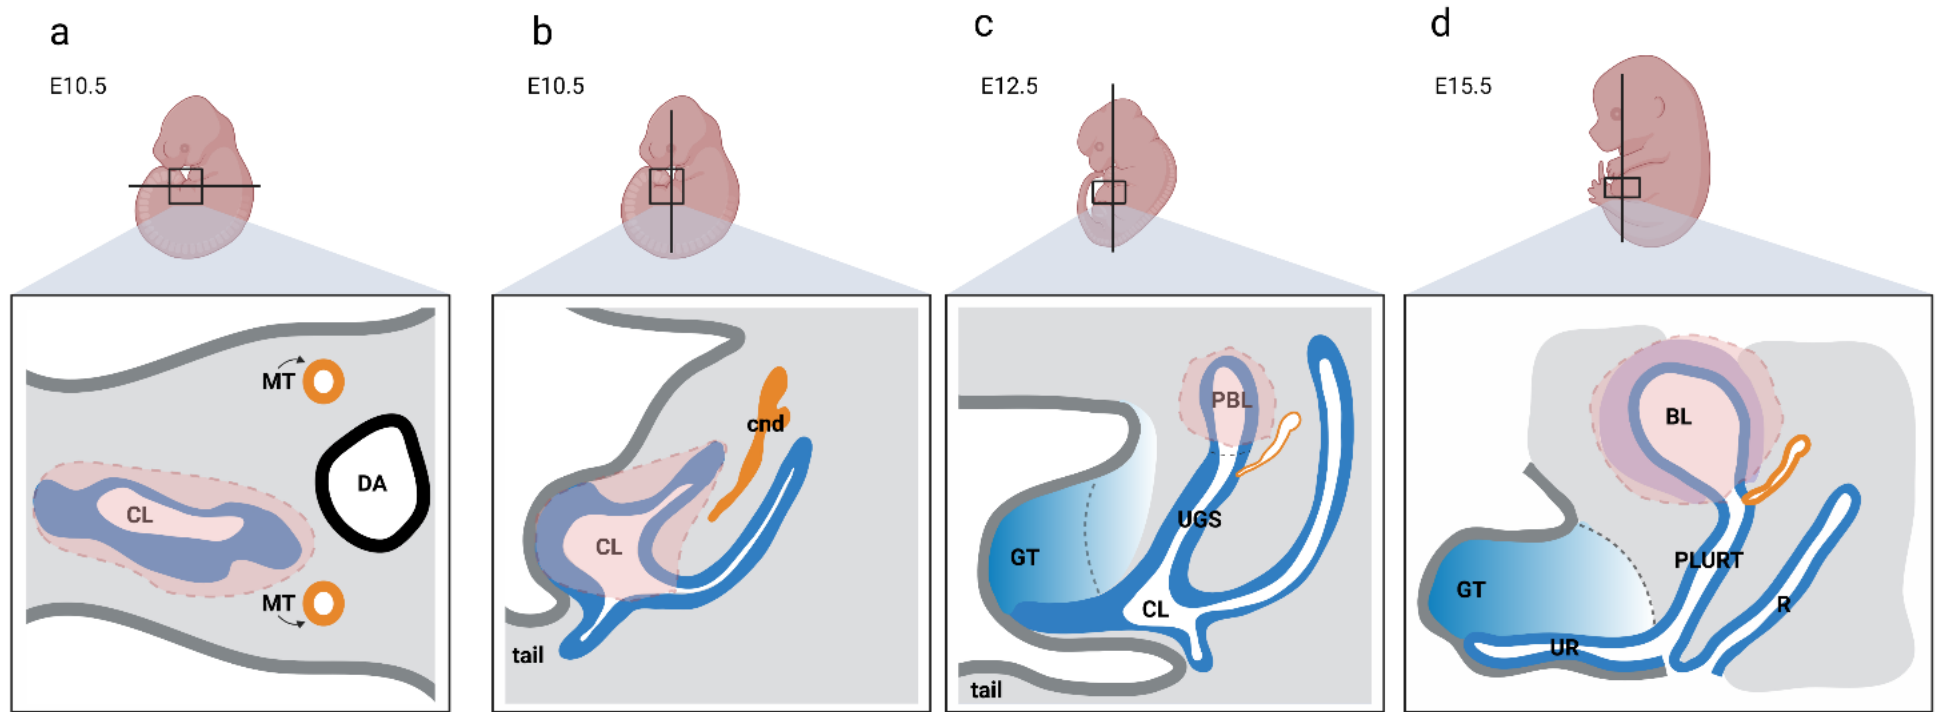 a
b
c
d
E10.5
E10.5
E12.5
E15.5
MT
DA
CL
MT
cnd
CL
tail
PBL
UGS
GT
CL
tail
BL
PLURT
GT
R
UR